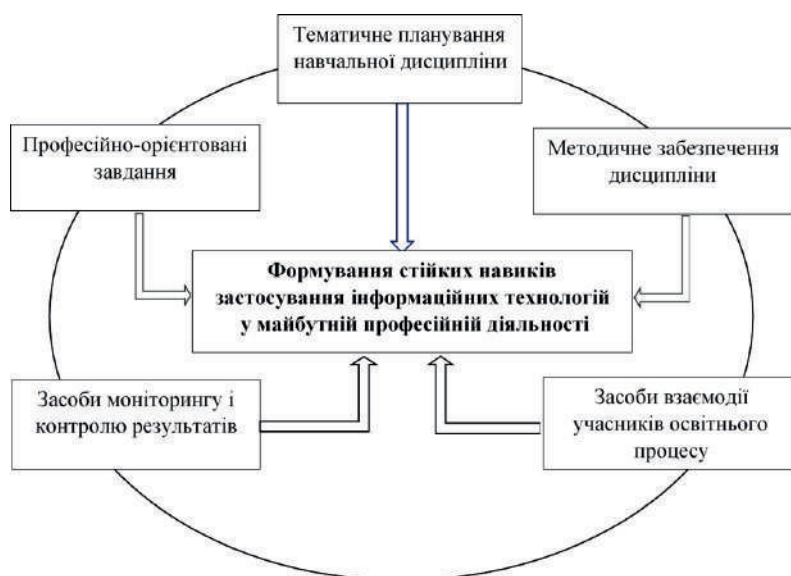 Тематичне планування
навчальної дисципліни
Професійно-орієнтовані
завдання
Методичне забезпечення
дисципліни
Формування стійких навиків
застосування інформаційних технологій
у майбутній професійній діяльності
Засоби моніторингу і
контролю результатів
Засоби взаємодії
учасників освітнього
процесу